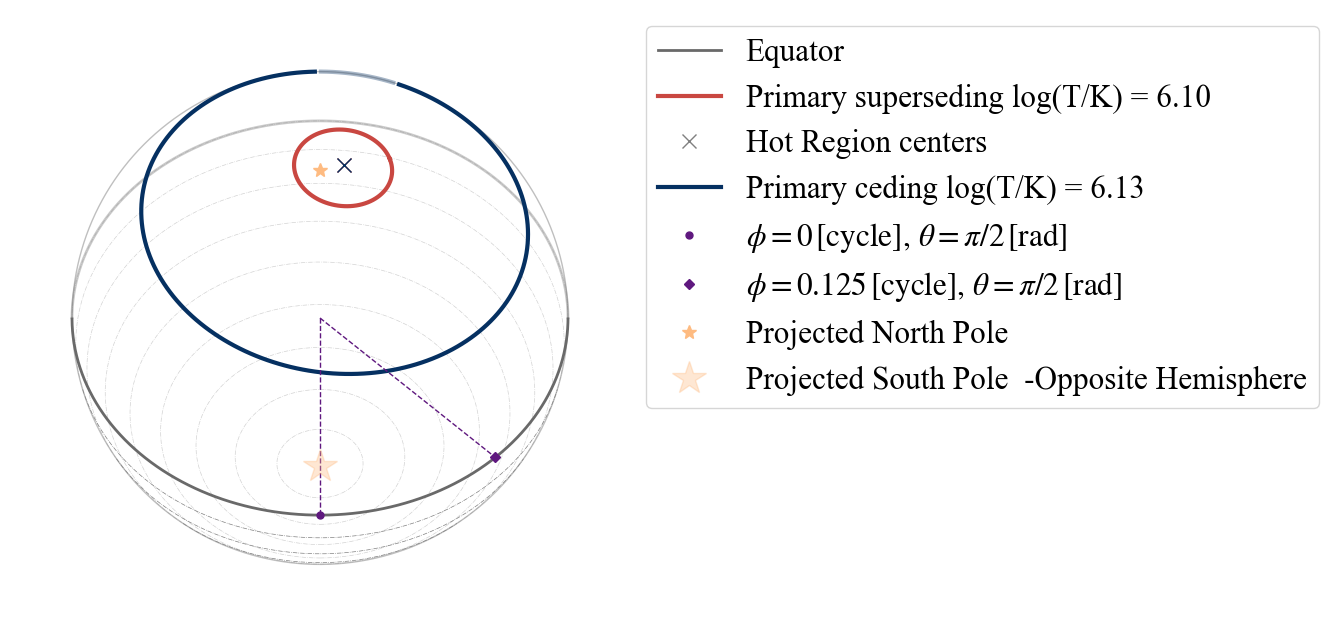 Equator
Primary superseding log(T/K) = 6.10
Hot Region centers
Primary ceding log(T/K) = 6.13
ϕ = 0 [cycle], θ = π/2 [rad]
ϕ = 0.125 [cycle], θ = π/2 [rad]
Projected North Pole
Projected South Pole  -Opposite Hemisphere